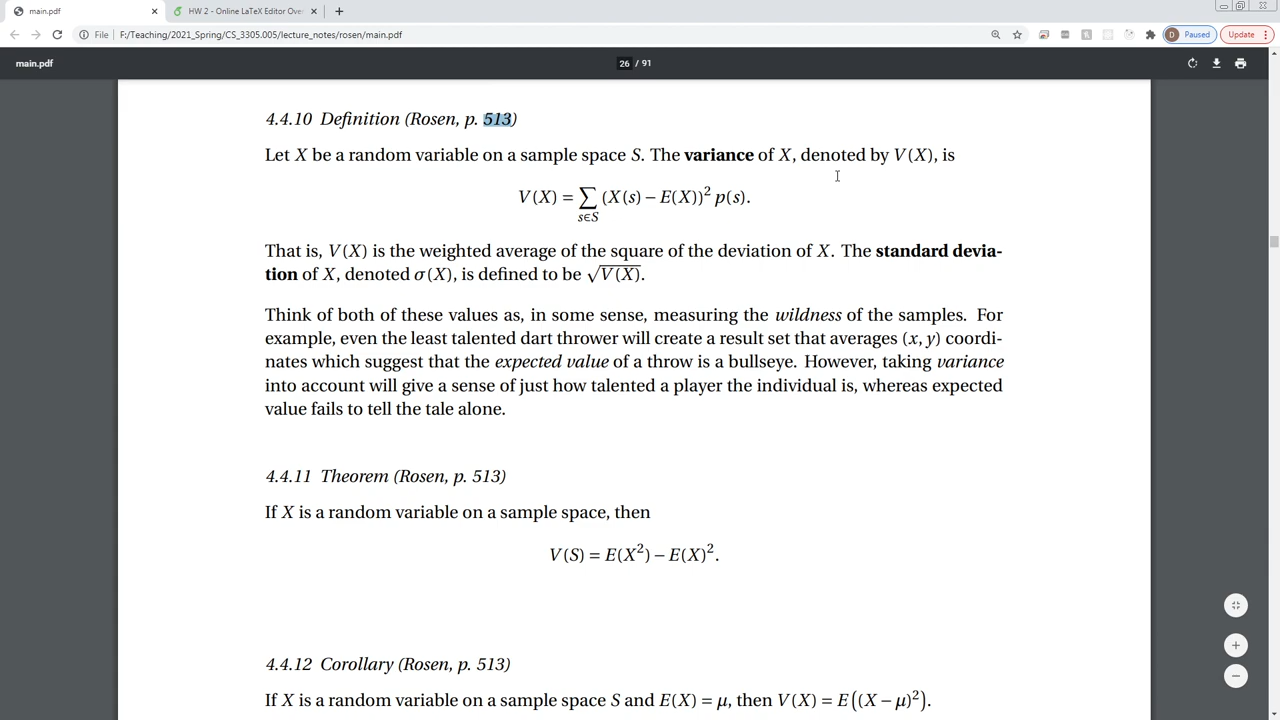 main.pdf
HW 2 - Online LaTeX Editor Over
File
F:/Teaching/2021_Spring/CS_3305.005/lecture_notes/rosen/main.pdf
D
Paused
Update
main.pdf
26 / 91
4.4.10 Definition (Rosen, p. 513)
Let X be a random variable on a sample space S. The variance of X, denoted by V(X), is
V(X) = ∑_{s∈S} (X(s) − E(X))² p(s).
That is, V(X) is the weighted average of the square of the deviation of X. The standard devia-
tion of X, denoted σ(X), is defined to be √V(X).
Think of both of these values as, in some sense, measuring the wildness of the samples. For
example, even the least talented dart thrower will create a result set that averages (x, y) coordi-
nates which suggest that the expected value of a throw is a bullseye. However, taking variance
into account will give a sense of just how talented a player the individual is, whereas expected
value fails to tell the tale alone.
4.4.11 Theorem (Rosen, p. 513)
If X is a random variable on a sample space, then
V(S) = E(X²) − E(X)².
4.4.12 Corollary (Rosen, p. 513)
If X is a random variable on a sample space S and E(X) = μ, then V(X) = E((X − μ)²).